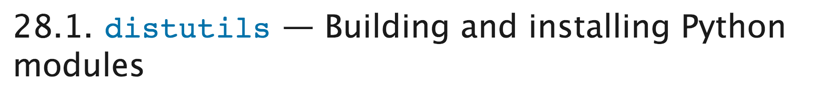 28.1. distutils — Building and installing Python
modules